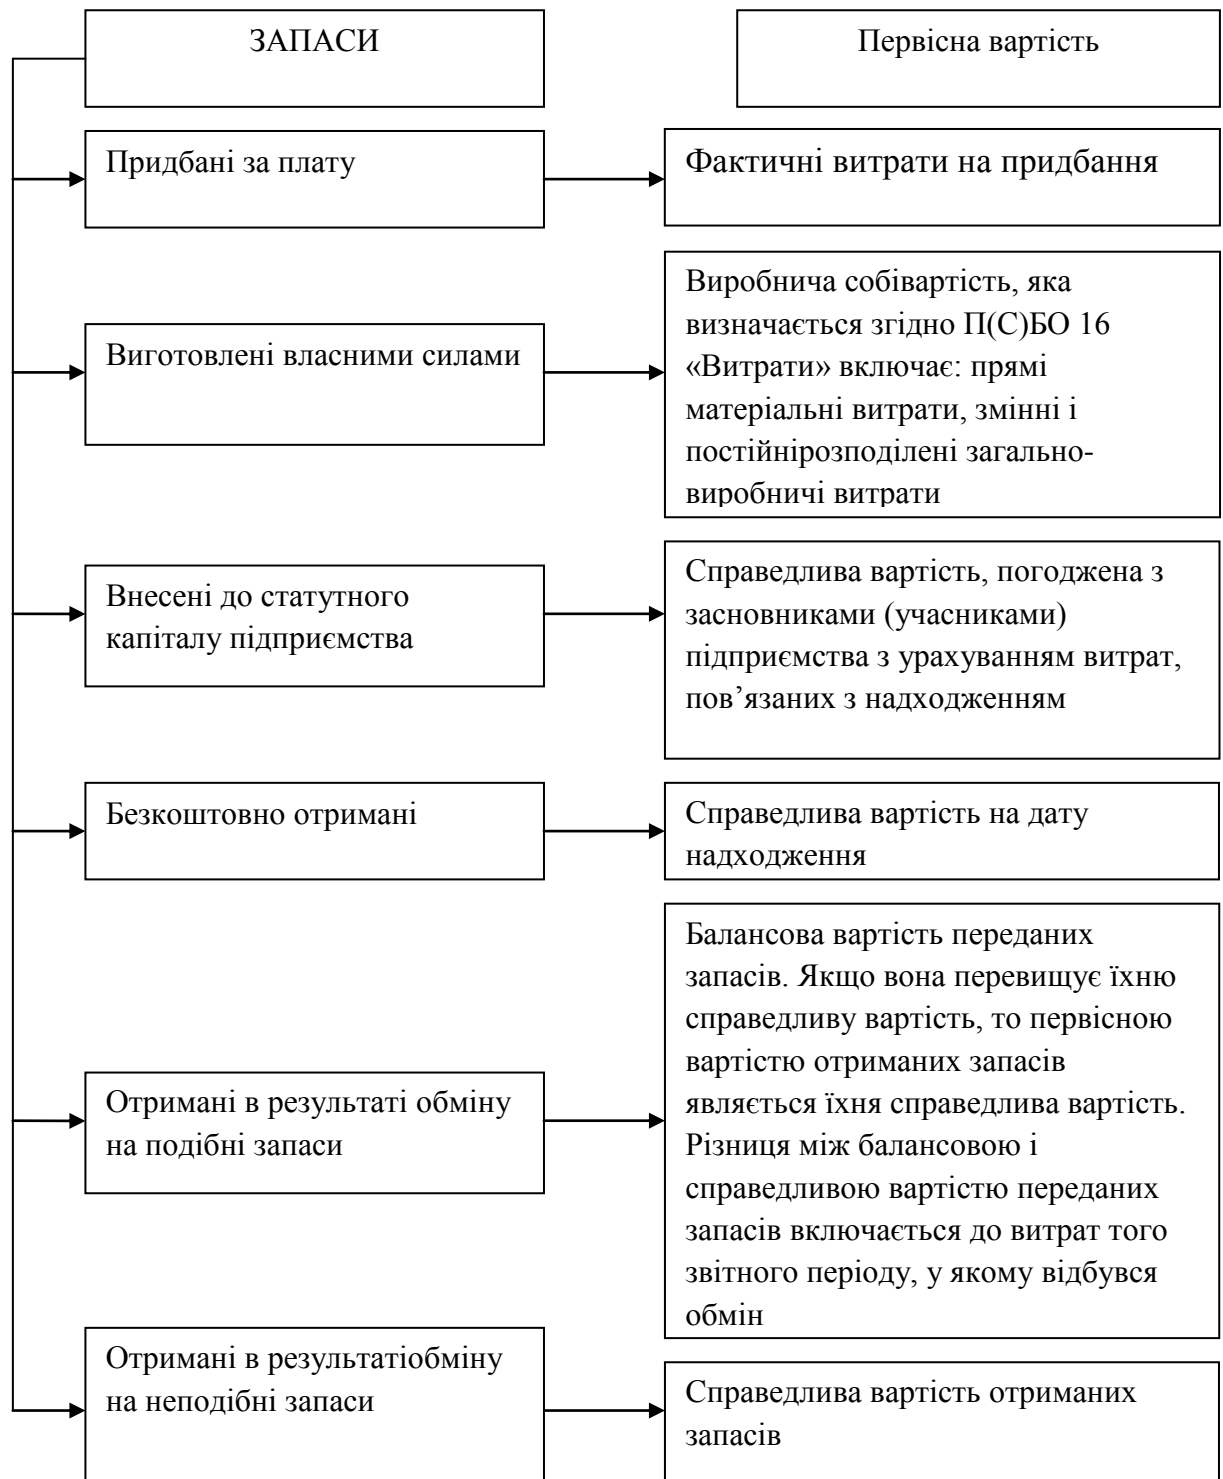 ЗАПАСИ
Первісна вартість
Придбані за плату
Фактичні витрати на придбання
Виготовлені власними силами
Виробнича собівартість, яка
визначається згідно П(С)БО 16
«Витрати» включає: прямі
матеріальні витрати, змінні і
постійнірозподілені загально-
виробничі витрати
Внесені до статутного
капіталу підприємства
Справедлива вартість, погоджена з
засновниками (учасниками)
підприємства з урахуванням витрат,
пов’язаних з надходженням
Безкоштовно отримані
Справедлива вартість на дату
надходження
Отримані в результаті обміну
на подібні запаси
Балансова вартість переданих
запасів. Якщо вона перевищує їхню
справедливу вартість, то первісною
вартістю отриманих запасів
являється їхня справедлива вартість.
Різниця між балансовою і
справедливою вартістю переданих
запасів включається до витрат того
звітного періоду, у якому відбувся
обмін
Отримані в результатіобміну
на неподібні запаси
Справедлива вартість отриманих
запасів